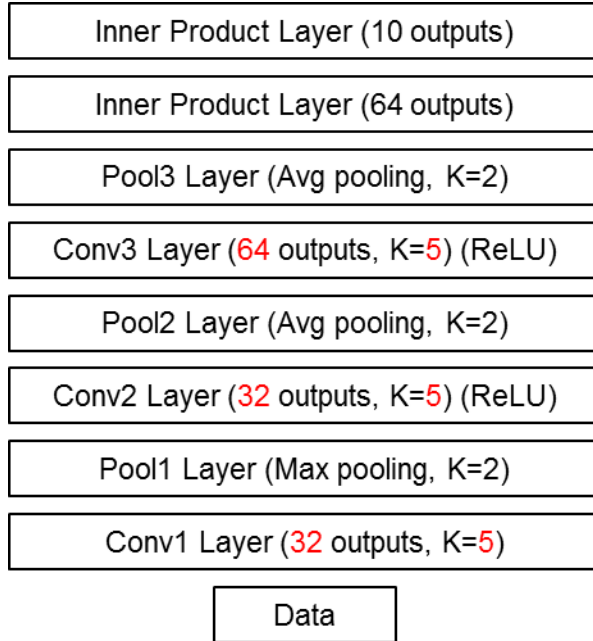 Inner Product Layer (10 outputs)
Inner Product Layer (64 outputs)
Pool3 Layer (Avg pooling, K=2)
Conv3 Layer (64 outputs, K=5) (ReLU)
Pool2 Layer (Avg pooling, K=2)
Conv2 Layer (32 outputs, K=5) (ReLU)
Pool1 Layer (Max pooling, K=2)
Conv1 Layer (32 outputs, K=5)
Data